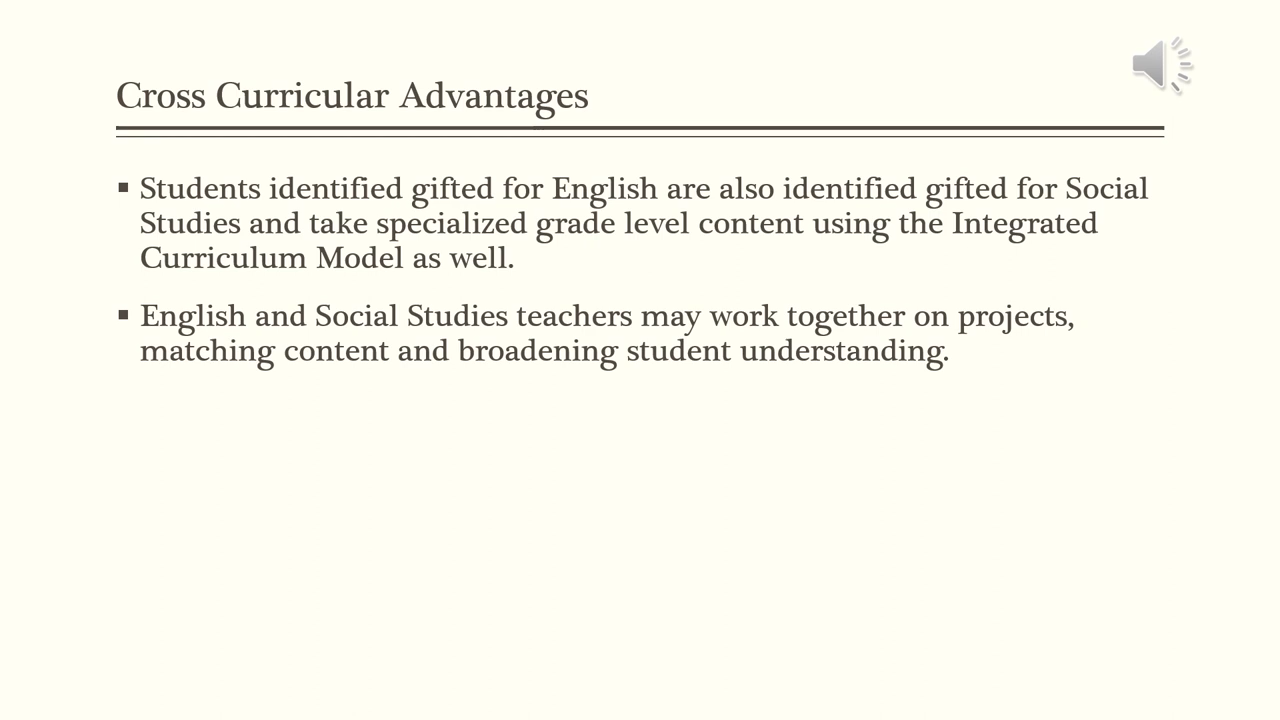 Cross Curricular Advantages
▪ Students identified gifted for English are also identified gifted for Social
Studies and take specialized grade level content using the Integrated
Curriculum Model as well.
▪ English and Social Studies teachers may work together on projects,
matching content and broadening student understanding.